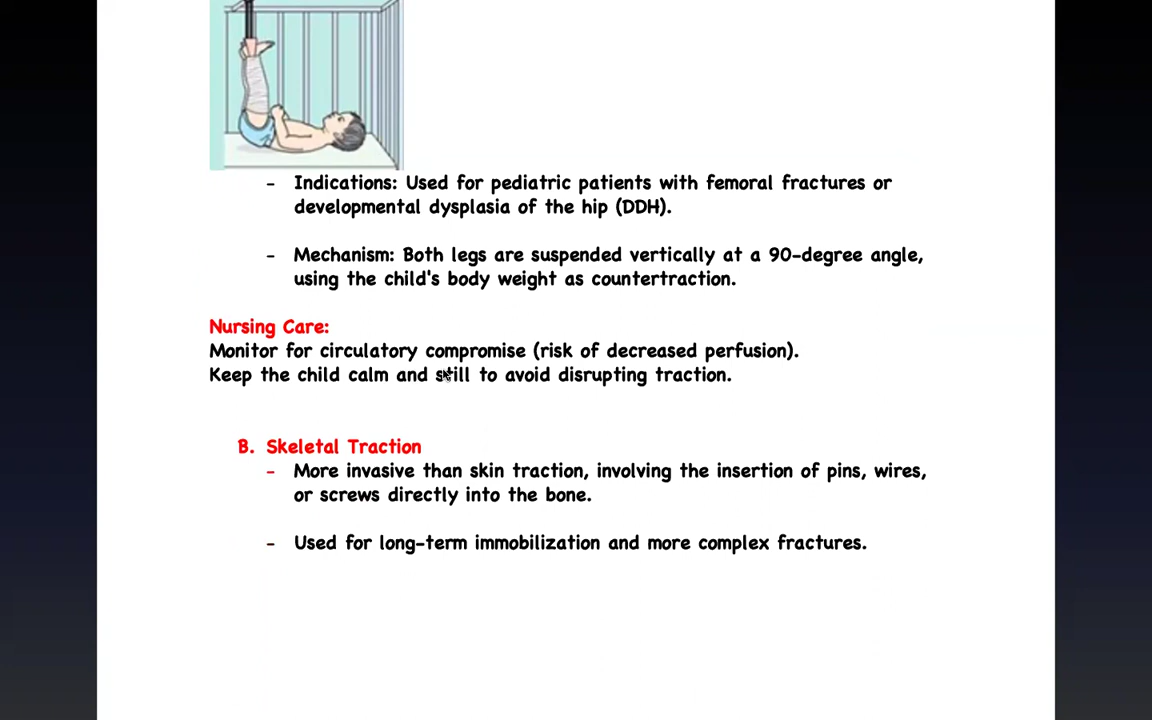 - Indications: Used for pediatric patients with femoral fractures or
developmental dysplasia of the hip (DDH).
- Mechanism: Both legs are suspended vertically at a 90-degree angle,
using the child's body weight as countertraction.
Nursing Care:
Monitor for circulatory compromise (risk of decreased perfusion).
Keep the child calm and still to avoid disrupting traction.
B. Skeletal Traction
- More invasive than skin traction, involving the insertion of pins, wires,
or screws directly into the bone.
- Used for long-term immobilization and more complex fractures.